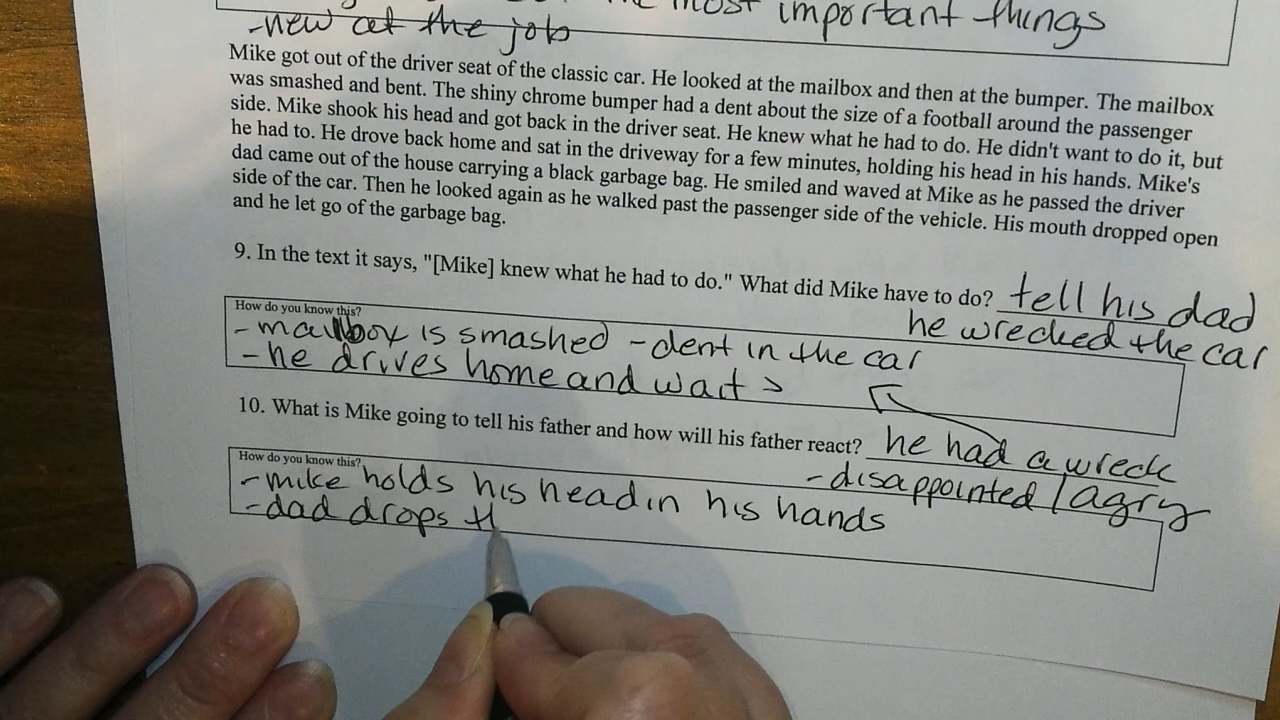 the most important things
-new at the job
Mike got out of the driver seat of the classic car. He looked at the mailbox and then at the bumper. The mailbox
was smashed and bent. The shiny chrome bumper had a dent about the size of a football around the passenger
side. Mike shook his head and got back in the driver seat. He knew what he had to do. He didn't want to do it, but
he had to. He drove back home and sat in the driveway for a few minutes, holding his head in his hands. Mike's
dad came out of the house carrying a black garbage bag. He smiled and waved at Mike as he passed the driver
side of the car. Then he looked again as he walked past the passenger side of the vehicle. His mouth dropped open
and he let go of the garbage bag.
9. In the text it says, "[Mike] knew what he had to do." What did Mike have to do? tell his dad
he wrecked the car
How do you know this?
-mailbox is smashed -dent in the car
-he drives home and waits
10. What is Mike going to tell his father and how will his father react? he had a wreck
-disappointed/agry
How do you know this?
-mike holds his head in his hands
-dad drops t